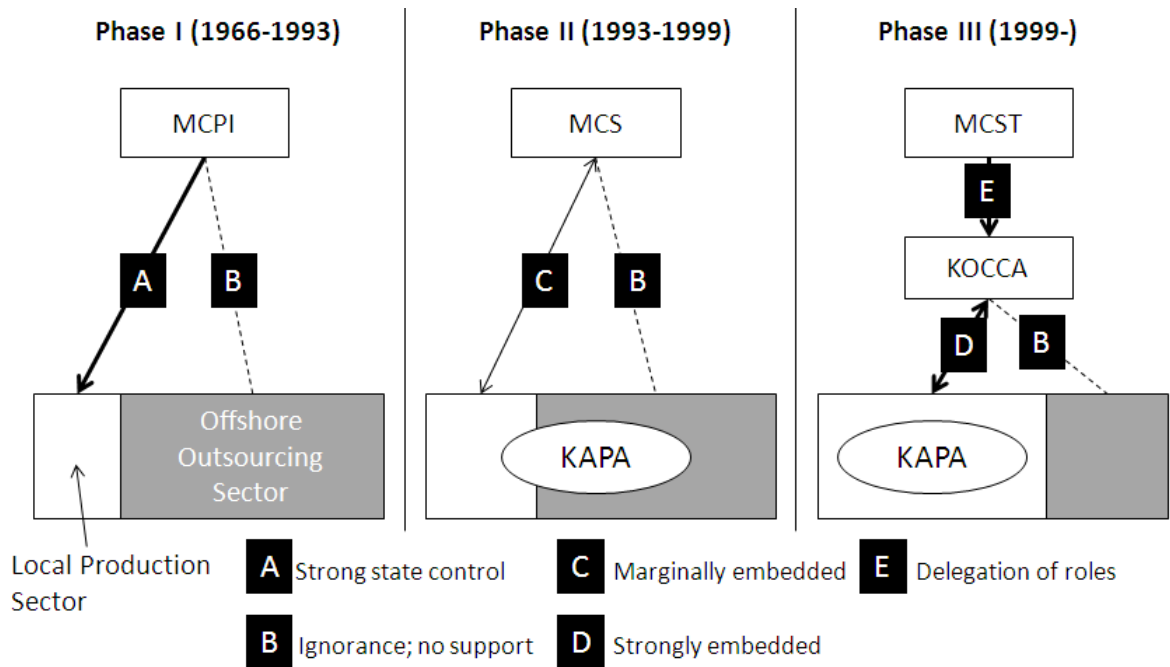 Phase I (1966-1993)
Phase II (1993-1999)
Phase III (1999-)
MCPI
MCS
MCST
E
KOCCA
A
B
C
B
D
B
Offshore
Outsourcing
Sector
KAPA
KAPA
Local Production
Sector
A Strong state control
C Marginally embedded
E Delegation of roles
B Ignorance; no support
D Strongly embedded